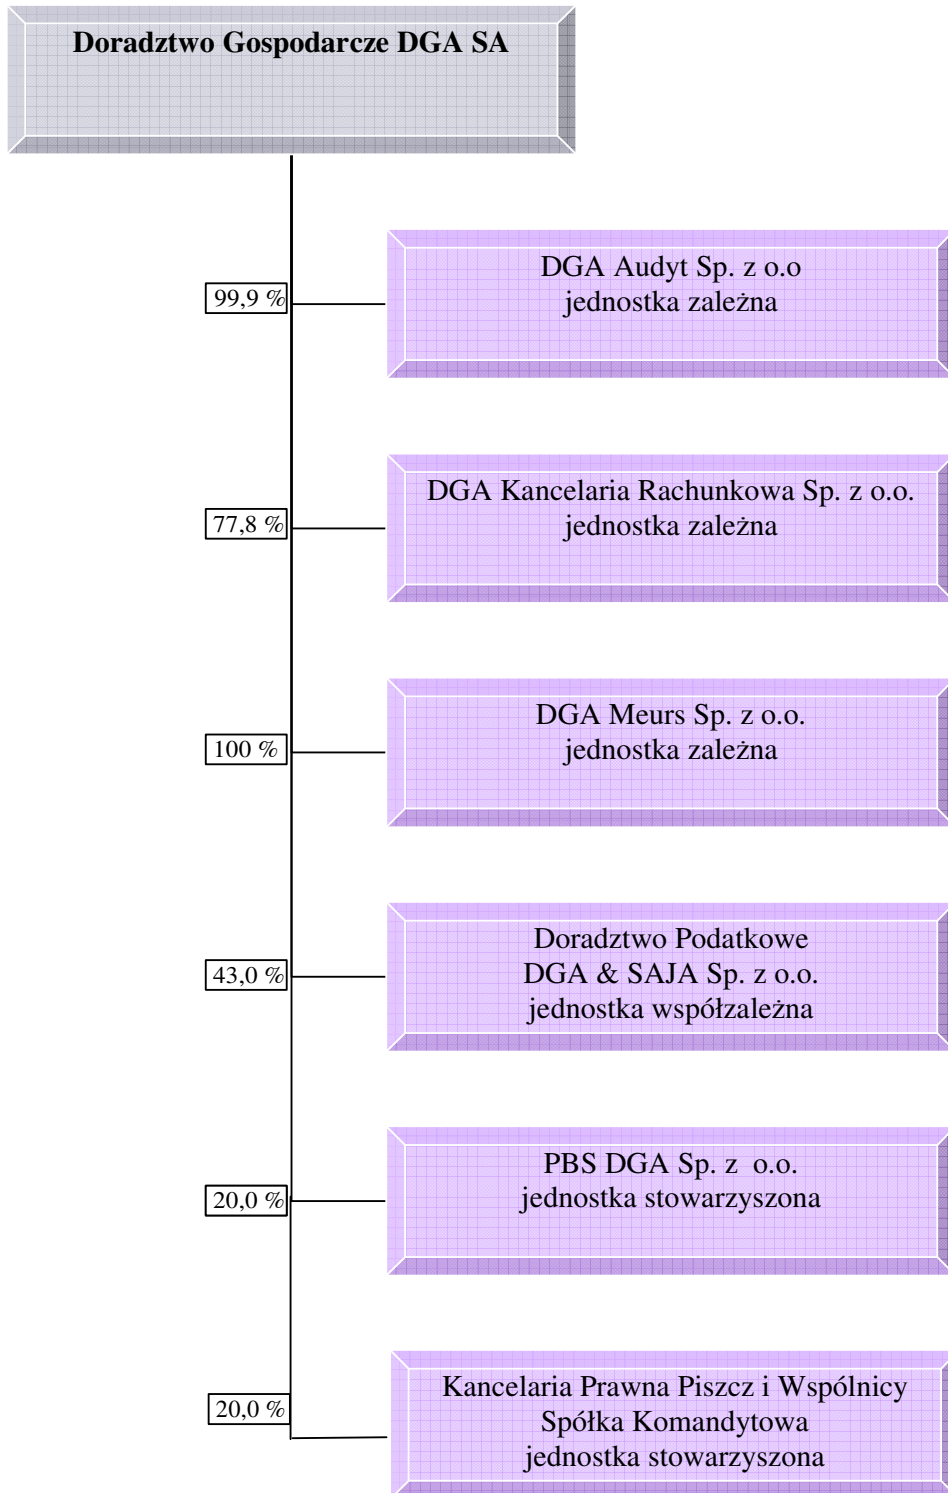 Doradztwo Gospodarcze DGA SA
99,9 %
DGA Audyt Sp. z o.o
jednostka zależna
77,8 %
DGA Kancelaria Rachunkowa Sp. z o.o.
jednostka zależna
100 %
DGA Meurs Sp. z o.o.
jednostka zależna
43,0 %
Doradztwo Podatkowe
DGA & SAJA Sp. z o.o.
jednostka współzależna
20,0 %
PBS DGA Sp. z o.o.
jednostka stowarzyszona
20,0 %
Kancelaria Prawna Piszcz i Wspólnicy
Spółka Komandytowa
jednostka stowarzyszona